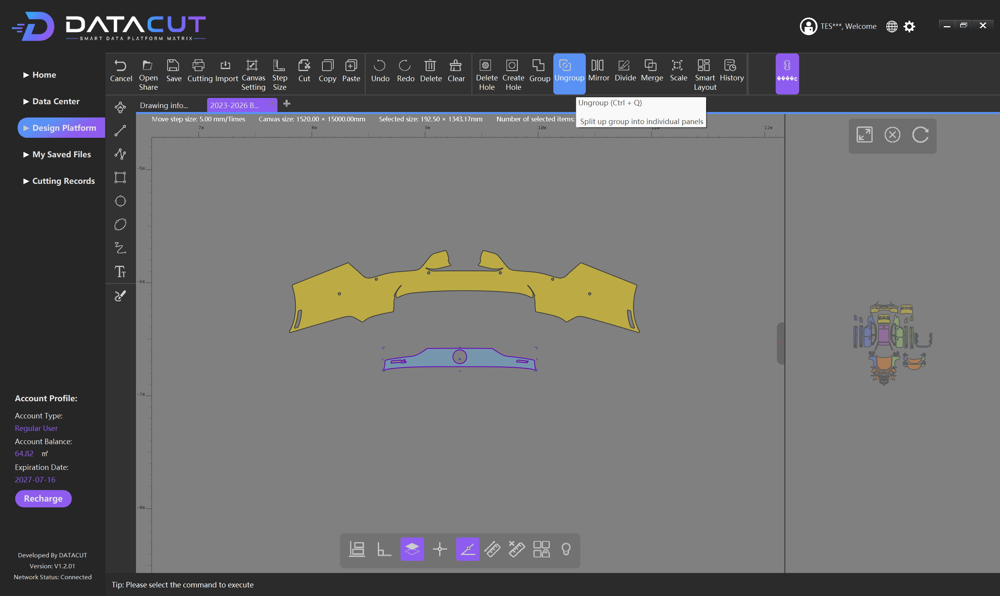 DATACUT
SMART DATA PLATFORM MATRIX
TES***, Welcome
Home
Data Center
Design Platform
My Saved Files
Cutting Records
Cancel
Open Share
Save
Cutting
Import
Canvas Setting
Step Size
Cut
Copy
Paste
Undo
Redo
Delete
Clear
Delete Hole
Create Hole
Group
Ungroup
Mirror
Divide
Merge
Scale
Smart Layout
History
����c
Drawing info...
2023-2026 B...
Ungroup (Ctrl + Q)
Split up group into individual panels
Move step size: 5.00 mm/Times
Canvas size: 1520.00 × 15000.00mm
Selected size: 192.50 × 1343.17mm
Number of selected items:
7m
8m
9m
10m
11m
12m
-5m
-6m
-7m
-8m
Account Profile:
Account Type:
Regular User
Account Balance:
64.82 ㎡
Expiration Date:
2027-07-16
Recharge
Developed By DATACUT
Version: V1.2.01
Network Status: Connected
Tip: Please select the command to execute